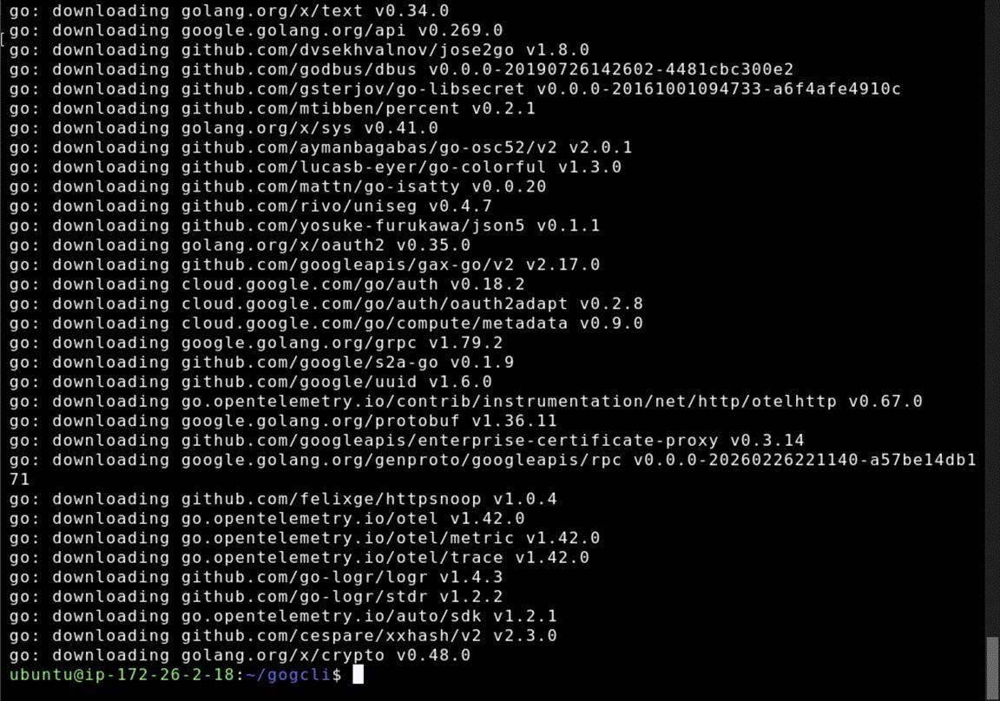 go: downloading golang.org/x/text v0.34.0
go: downloading google.golang.org/api v0.269.0
go: downloading github.com/dvsekhvalnov/jose2go v1.8.0
go: downloading github.com/godbus/dbus v0.0.0-20190726142602-4481cbc300e2
go: downloading github.com/gsterjov/go-libsecret v0.0.0-20161001094733-a6f4afe4910c
go: downloading github.com/mtibben/percent v0.2.1
go: downloading golang.org/x/sys v0.41.0
go: downloading github.com/aymanbagabas/go-osc52/v2 v2.0.1
go: downloading github.com/lucasb-eyer/go-colorful v1.3.0
go: downloading github.com/mattn/go-isatty v0.0.20
go: downloading github.com/rivo/uniseg v0.4.7
go: downloading github.com/yosuke-furukawa/json5 v0.1.1
go: downloading golang.org/x/oauth2 v0.35.0
go: downloading github.com/googleapis/gax-go/v2 v2.17.0
go: downloading cloud.google.com/go/auth v0.18.2
go: downloading cloud.google.com/go/auth/oauth2adapt v0.2.8
go: downloading cloud.google.com/go/compute/metadata v0.9.0
go: downloading google.golang.org/grpc v1.79.2
go: downloading github.com/google/s2a-go v0.1.9
go: downloading github.com/google/uuid v1.6.0
go: downloading go.opentelemetry.io/contrib/instrumentation/net/http/otelhttp v0.67.0
go: downloading google.golang.org/protobuf v1.36.11
go: downloading github.com/googleapis/enterprise-certificate-proxy v0.3.14
go: downloading google.golang.org/genproto/googleapis/rpc v0.0.0-20260226221140-a57be14db1
71
go: downloading github.com/felixge/httpsnoop v1.0.4
go: downloading go.opentelemetry.io/otel v1.42.0
go: downloading go.opentelemetry.io/otel/metric v1.42.0
go: downloading go.opentelemetry.io/otel/trace v1.42.0
go: downloading github.com/go-logr/logr v1.4.3
go: downloading github.com/go-logr/stdr v1.2.2
go: downloading go.opentelemetry.io/auto/sdk v1.2.1
go: downloading github.com/cespare/xxhash/v2 v2.3.0
go: downloading golang.org/x/crypto v0.48.0
ubuntu@ip-172-26-2-18:~/gogcli$